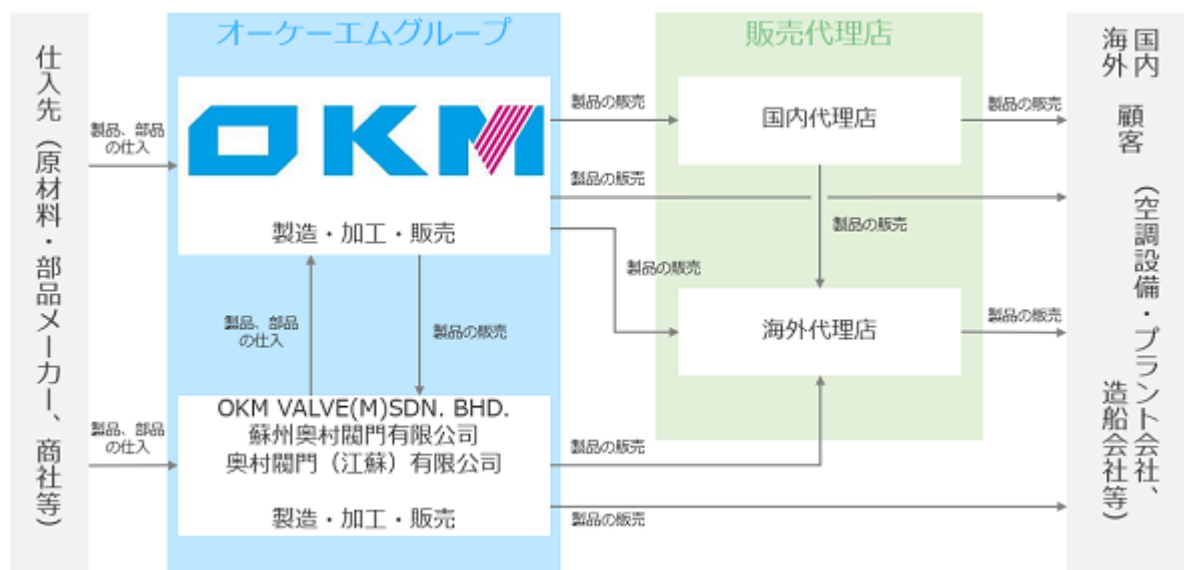 仕入先（原材料・部品メーカー、商社等）
製品、部品
の仕入
製品、部品
の仕入
オーケーエムグループ
OKM
製造・加工・販売
製品、部品
の仕入
製品の販売
OKM VALVE(M)SDN. BHD.
蘇州奥村閥門有限公司
奥村閥門（江蘇）有限公司
製造・加工・販売
製品の販売
製品の販売
製品の販売
製品の販売
製品の販売
販売代理店
国内代理店
製品の販売
海外代理店
製品の販売
製品の販売
国内
海外
顧客
（空調設備・プラント会社、
造船会社等）